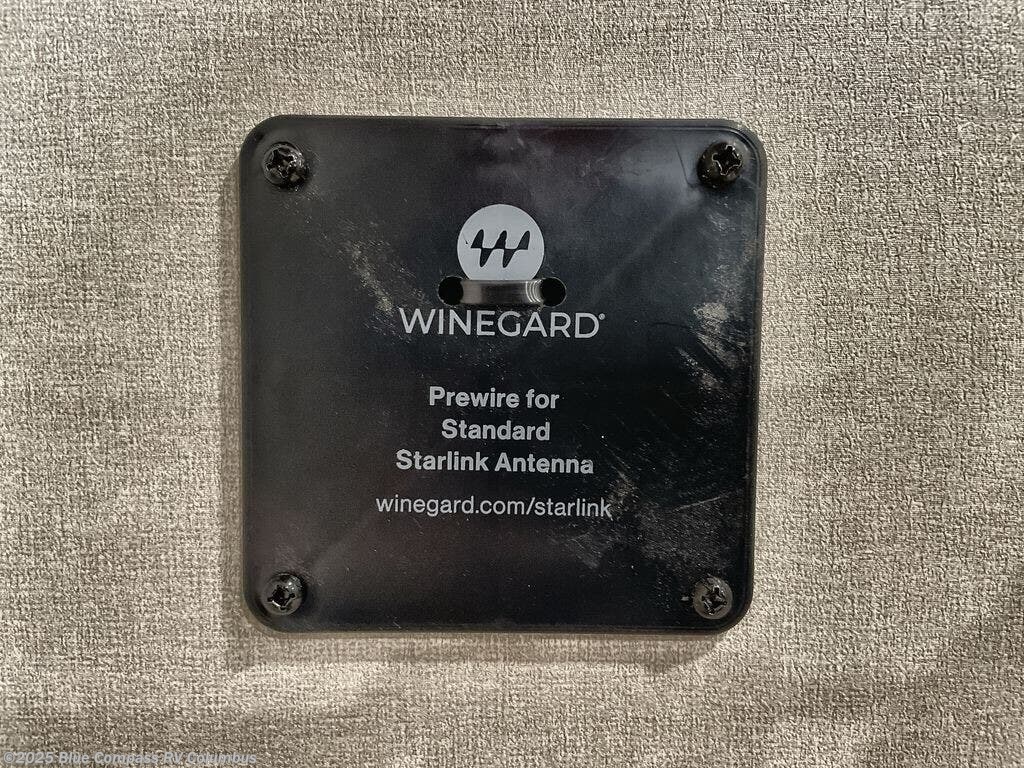 WINEGARD®
Prewire for
Standard
Starlink Antenna
winegard.com/starlink
©2025 Blue Compass RV Columbus